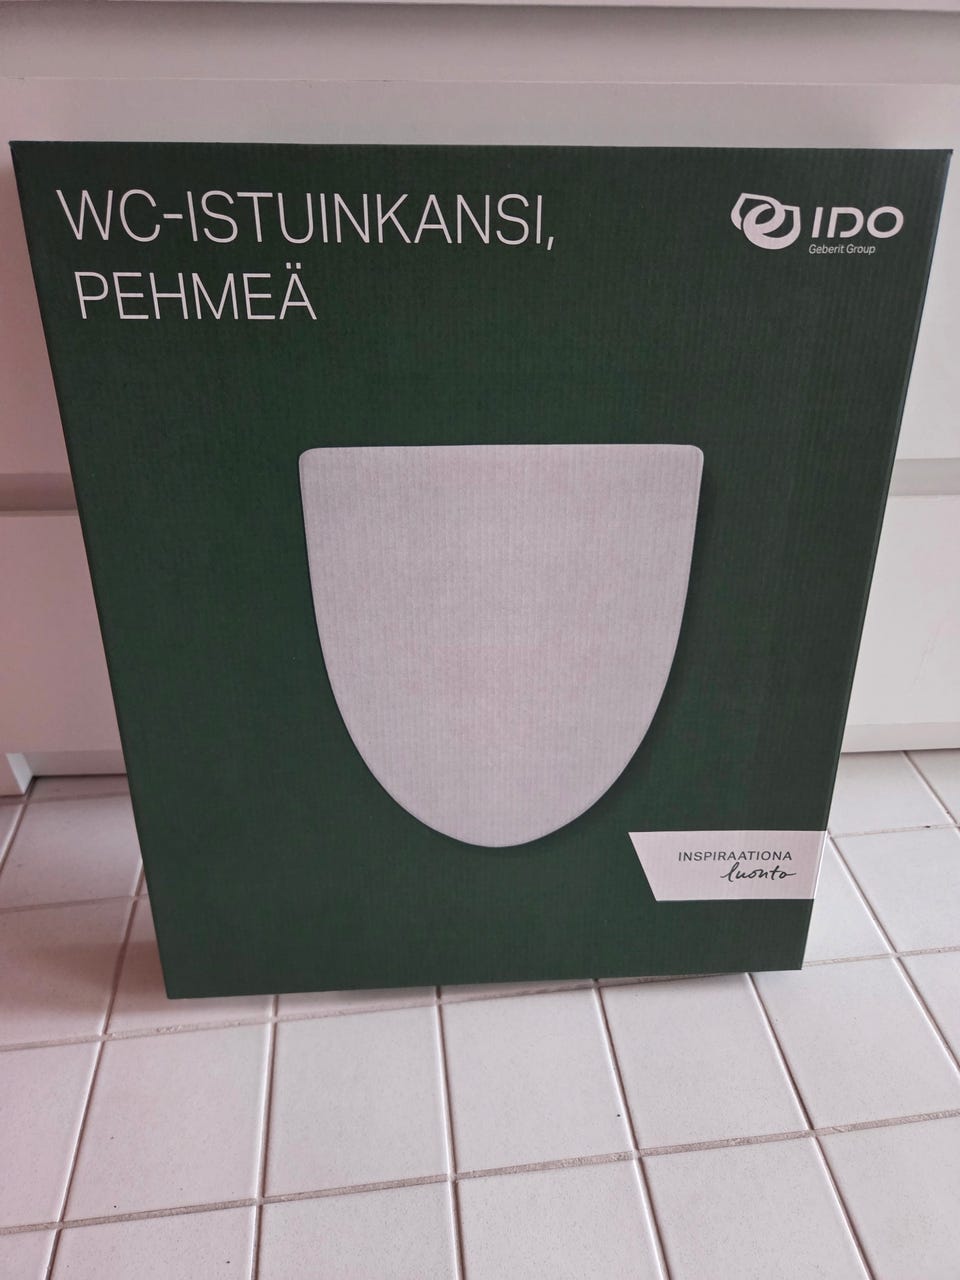 WC-ISTUINKANSI,
PEHMEÄ
IDO
Geberit Group
INSPIRAATIONA
luonto